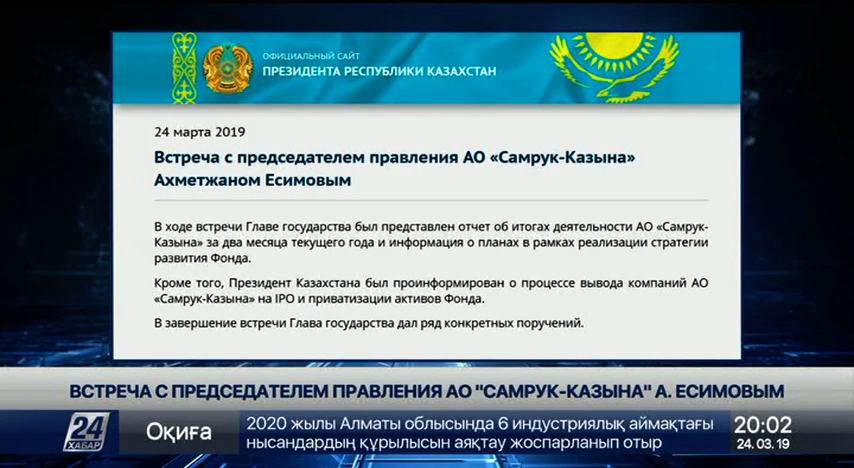 ОФИЦИАЛЬНЫЙ САЙТ
ПРЕЗИДЕНТА РЕСПУБЛИКИ КАЗАХСТАН
24 марта 2019
Встреча с председателем правления АО «Самрук-Казына»
Ахметжаном Есимовым
В ходе встречи Главе государства был представлен отчет об итогах деятельности АО «Самрук-
Казына» за два месяца текущего года и информация о планах в рамках реализации стратегии
развития Фонда.
Кроме того, Президент Казахстана был проинформирован о процессе вывода компаний АО
«Самрук-Казына» на IPO и приватизации активов Фонда.
В завершение встречи Глава государства дал ряд конкретных поручений.
ВСТРЕЧА С ПРЕДСЕДАТЕЛЕМ ПРАВЛЕНИЯ АО "САМРУК-КАЗЫНА" А. ЕСИМОВЫМ
24
ХАБАР
Оқиға
2020 жылы Алматы облысында 6 индустриялық аймақтағы
нысандардың құрылысын аяқтау жоспарланып отыр
20:02
24.03.19